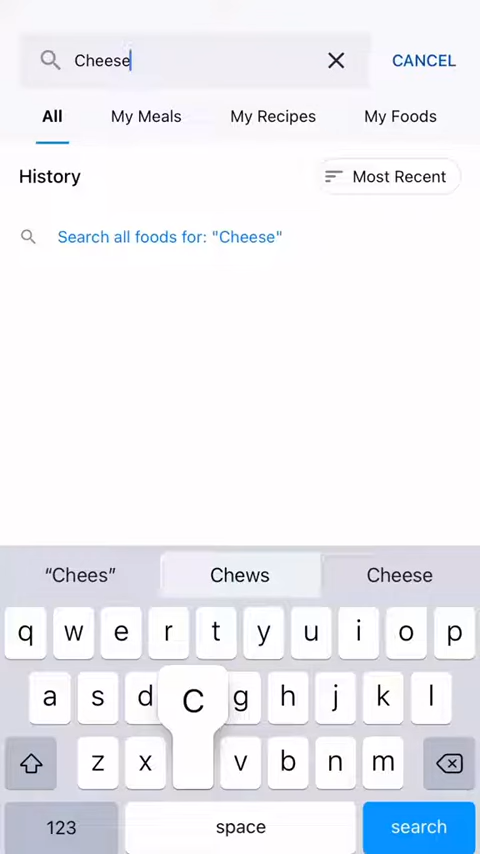 Cheese CANCEL
All My Meals My Recipes My Foods
History Most Recent
Search all foods for: "Cheese"
“Chees” Chews Cheese
q w e r t y u i o p
a s d C g h j k l
z x v b n m
123 space search